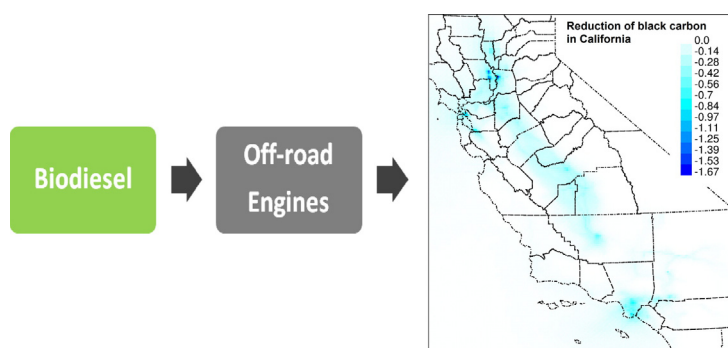 Biodiesel
Off-road
Engines
Reduction of black carbon
in California
0.0
-0.14
-0.28
-0.42
-0.56
-0.7
-0.84
-0.97
-1.11
-1.25
-1.39
-1.53
-1.67